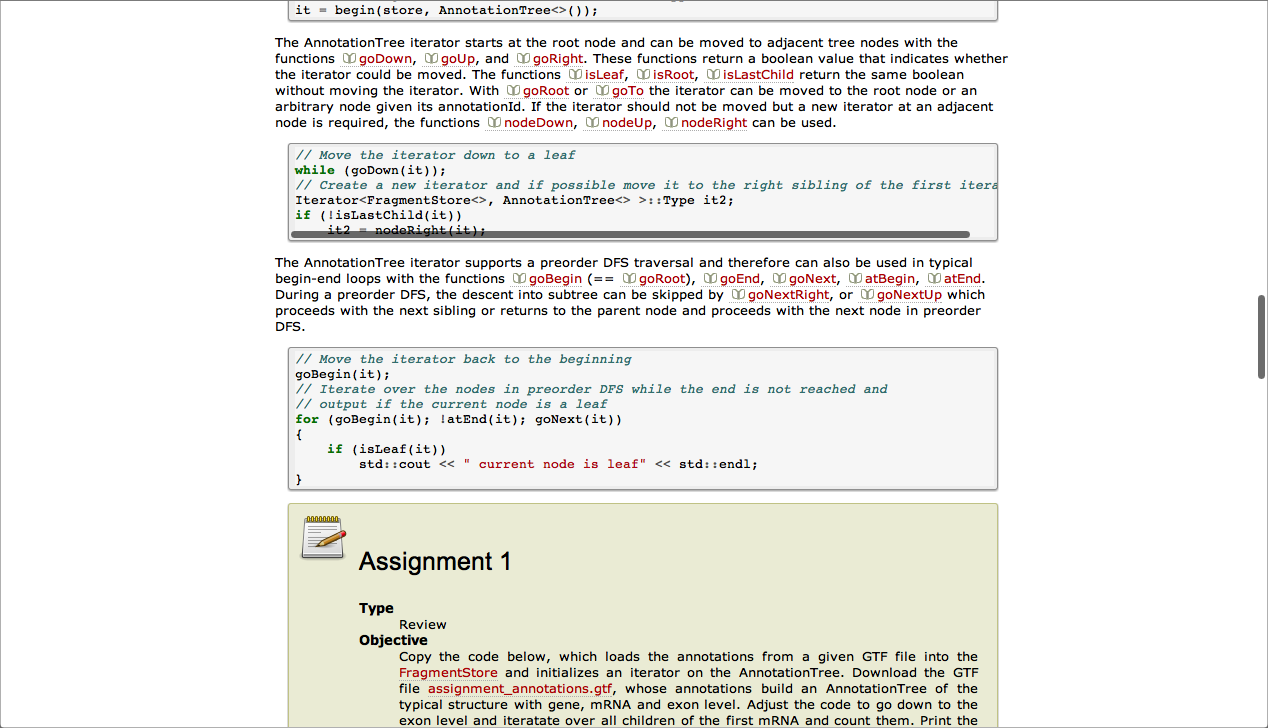 it = begin(store, AnnotationTree<>());
The AnnotationTree iterator starts at the root node and can be moved to adjacent tree nodes with the
functions goDown, goUp, and goRight. These functions return a boolean value that indicates whether
the iterator could be moved. The functions isLeaf, isRoot, isLastChild return the same boolean
without moving the iterator. With goRoot or goTo the iterator can be moved to the root node or an
arbitrary node given its annotationId. If the iterator should not be moved but a new iterator at an adjacent
node is required, the functions nodeDown, nodeUp, nodeRight can be used.
// Move the iterator down to a leaf
while (goDown(it));
// Create a new iterator and if possible move it to the right sibling of the first itera
Iterator<FragmentStore<>, AnnotationTree<> >::Type it2;
if (!isLastChild(it))
it2 = nodeRight(it);
The AnnotationTree iterator supports a preorder DFS traversal and therefore can also be used in typical
begin-end loops with the functions goBegin (== goRoot), goEnd, goNext, atBegin, atEnd.
During a preorder DFS, the descent into subtree can be skipped by goNextRight, or goNextUp which
proceeds with the next sibling or returns to the parent node and proceeds with the next node in preorder
DFS.
// Move the iterator back to the beginning
goBegin(it);
// Iterate over the nodes in preorder DFS while the end is not reached and
// output if the current node is a leaf
for (goBegin(it); !atEnd(it); goNext(it))
{
if (isLeaf(it))
std::cout << " current node is leaf" << std::endl;
}
Assignment 1
Type
Review
Objective
Copy the code below, which loads the annotations from a given GTF file into the
FragmentStore and initializes an iterator on the AnnotationTree. Download the GTF
file assignment_annotations.gtf, whose annotations build an AnnotationTree of the
typical structure with gene, mRNA and exon level. Adjust the code to go down to the
exon level and iteratate over all children of the first mRNA and count them. Print the